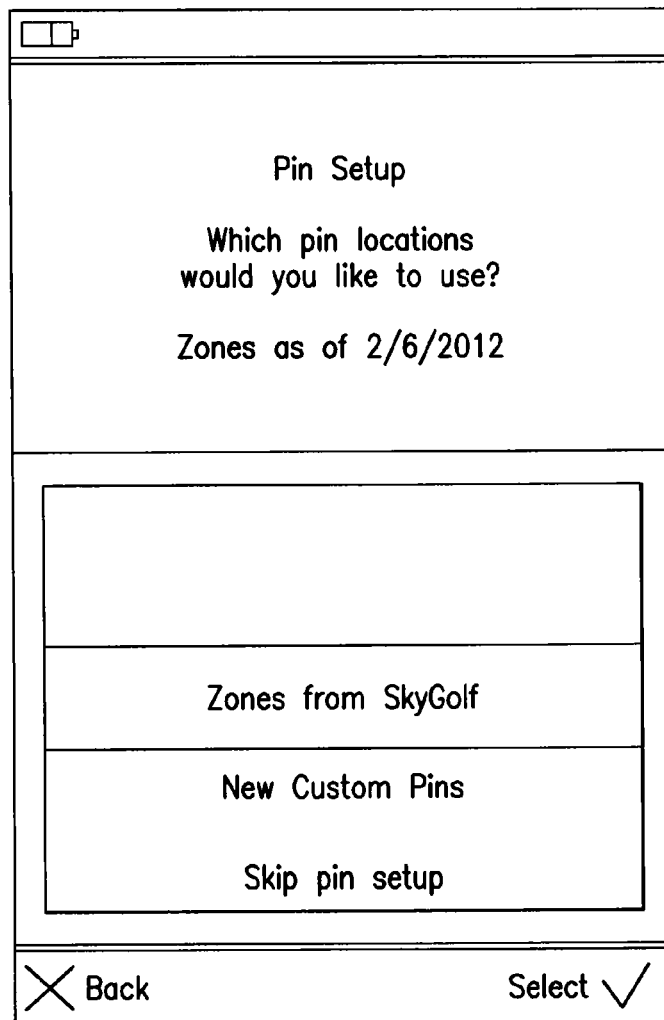 Pin Setup
Which pin locations
would you like to use?
Zones as of 2/6/2012
Zones from SkyGolf
New Custom Pins
Skip pin setup
Back
Select